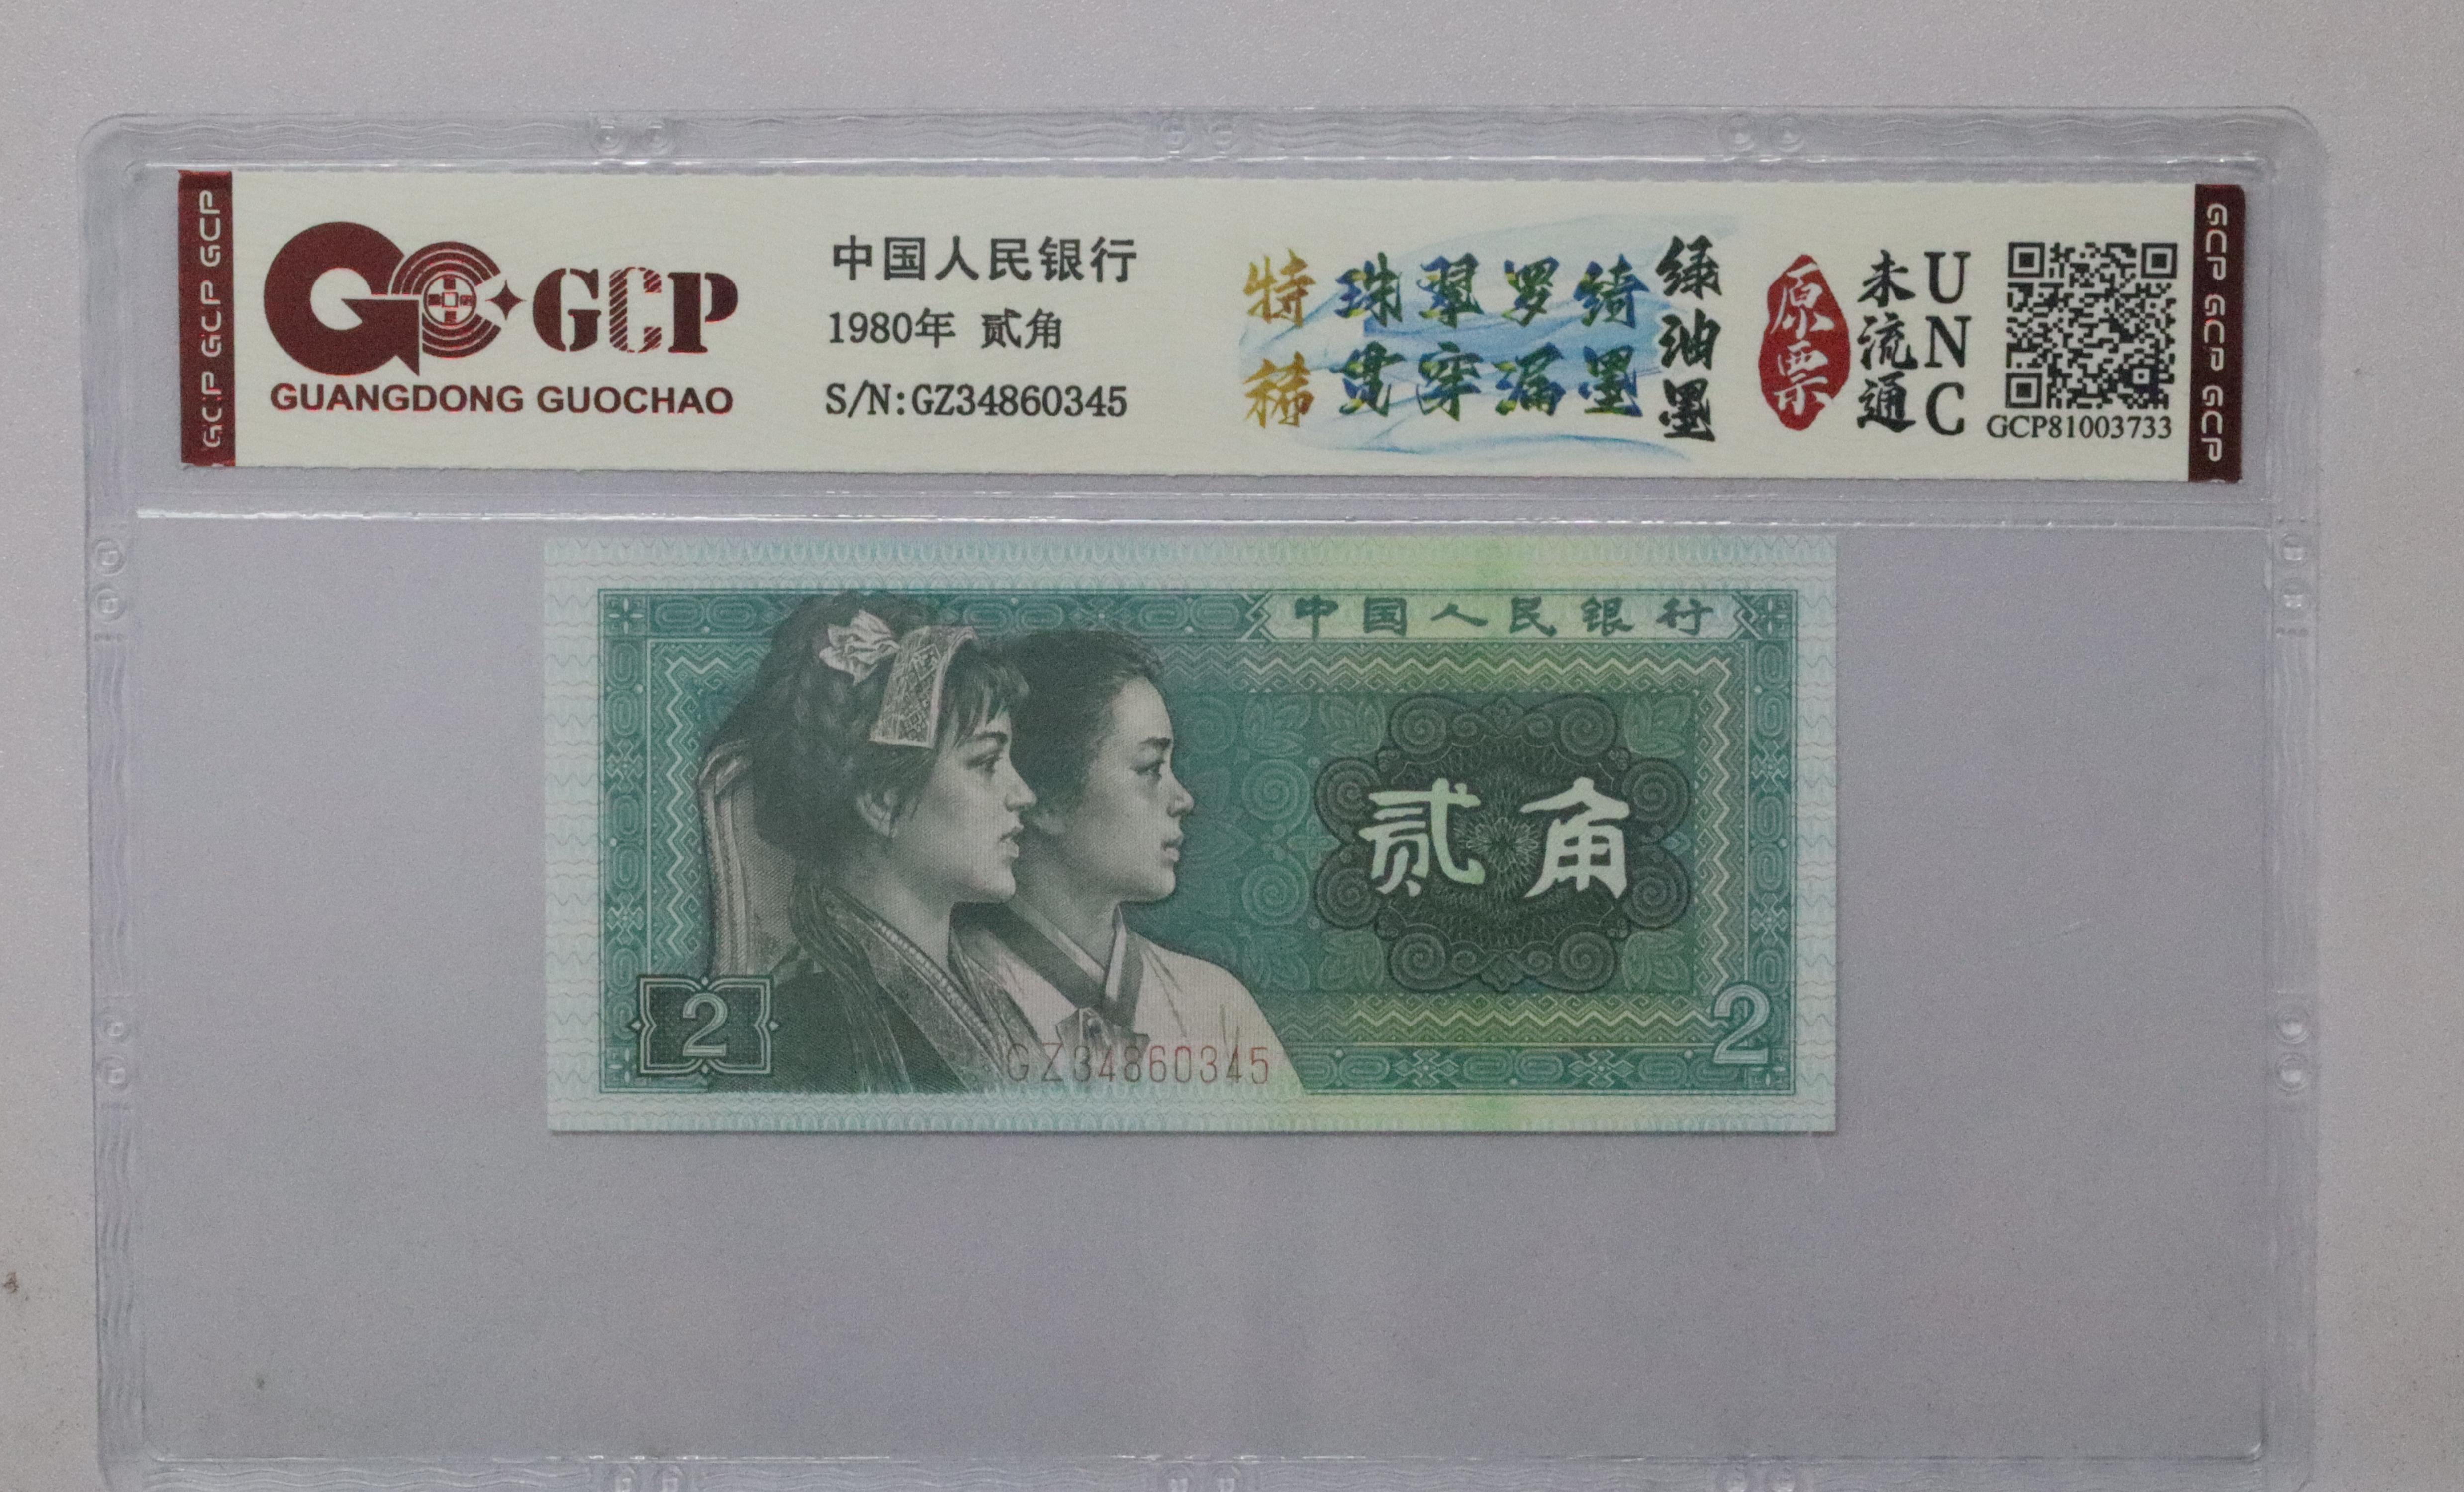 GCP GCP GCP
GCP
GUANGDONG GUOCHAO
中国人民银行
1980年 贰角
S/N:GZ34860345
特稀
珠翠罗绮
贯穿漏墨
绿油墨
原票
未流通
UNC
GCP81003733
GCP GCP GCP
中国人民银行
贰角
2
2
GZ34860345